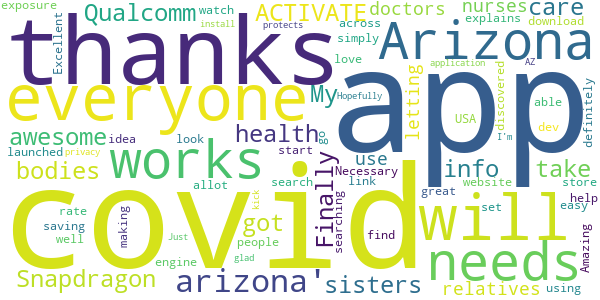 exposure
Qualcomm
watch
ACTIVATE
doctors
nurses
care
install
across
explains
download
Excellent
protects
simply
thanks
Arizona
love
application
AZ
everyone
My
Hopefully
letting
app
discovered
able
definitely
USA
dev
I'm
awesome
idea
health
go
launched
privacy
look
start
use
works
Finally
info
take
bodies
allot
search
Necessary
link
website
store
covid
will
great
help
kick
searching
set
easy
rate
making
got
find
needs
Amazing
saving
well
people
Just
engine
glad
Snapdragon
arizona'
sisters
relatives
using